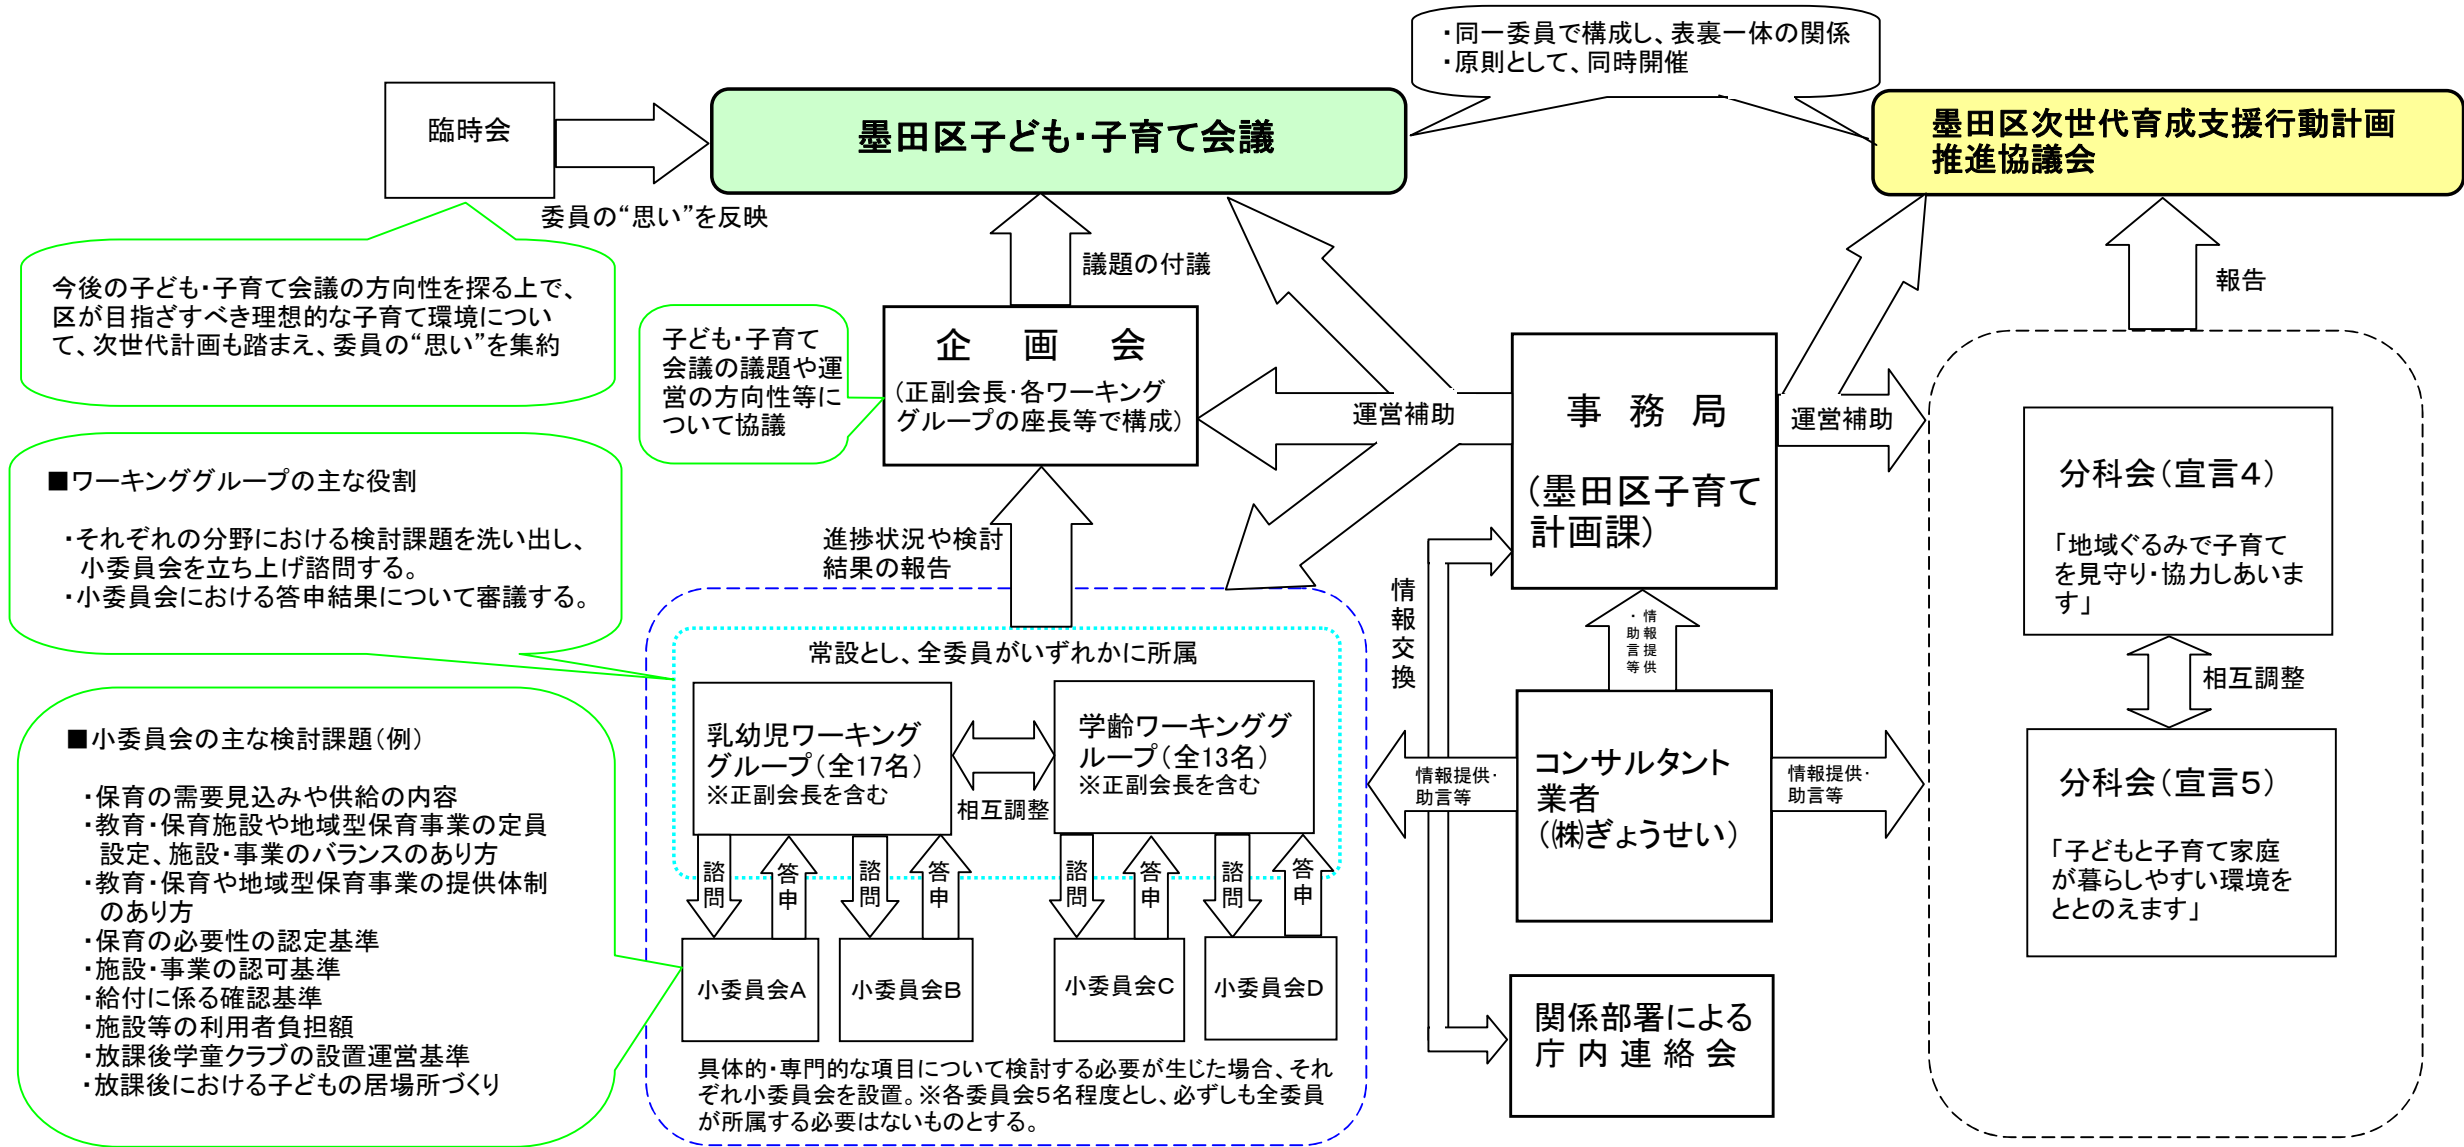 ・同一委員で構成し、表裏一体の関係
・原則として、同時開催
臨時会
墨田区子ども・子育て会議
墨田区次世代育成支援行動計画
推進協議会
委員の“思い”を反映
今後の子ども・子育て会議の方向性を探る上で、
区が目指ざすべき理想的な子育て環境につい
て、次世代計画も踏まえ、委員の“思い”を集約
議題の付議
報告
子ども・子育て
会議の議題や運
営の方向性等に
ついて協議
企　画　会
(正副会長・各ワーキング
グループの座長等で構成)
運営補助
事　務　局
(墨田区子育て
計画課)
運営補助
■ワーキンググループの主な役割
・それぞれの分野における検討課題を洗い出し、
小委員会を立ち上げ諮問する。
・小委員会における答申結果について審議する。
進捗状況や検討
結果の報告
情報交換
情報提供
・助言等
分科会(宣言4)
「地域ぐるみで子育て
を見守り・協力しあいま
す」
相互調整
分科会(宣言5)
「子どもと子育て家庭
が暮らしやすい環境を
ととのえます」
常設とし、全委員がいずれかに所属
乳幼児ワーキング
グループ(全17名)
※正副会長を含む
相互調整
学齢ワーキンググ
ループ(全13名)
※正副会長を含む
情報提供・
助言等
コンサルタント
業者
(㈱ぎょうせい)
情報提供・
助言等
■小委員会の主な検討課題(例)
・保育の需要見込みや供給の内容
・教育・保育施設や地域型保育事業の定員
設定、施設・事業のバランスのあり方
・教育・保育や地域型保育事業の提供体制
のあり方
・保育の必要性の認定基準
・施設・事業の認可基準
・給付に係る確認基準
・施設等の利用者負担額
・放課後学童クラブの設置運営基準
・放課後における子どもの居場所づくり
諮問
答申
諮問
答申
諮問
答申
諮問
答申
小委員会A
小委員会B
小委員会C
小委員会D
関係部署による
庁 内 連 絡 会
具体的・専門的な項目について検討する必要が生じた場合、それ
ぞれ小委員会を設置。※各委員会5名程度とし、必ずしも全委員
が所属する必要はないものとする。